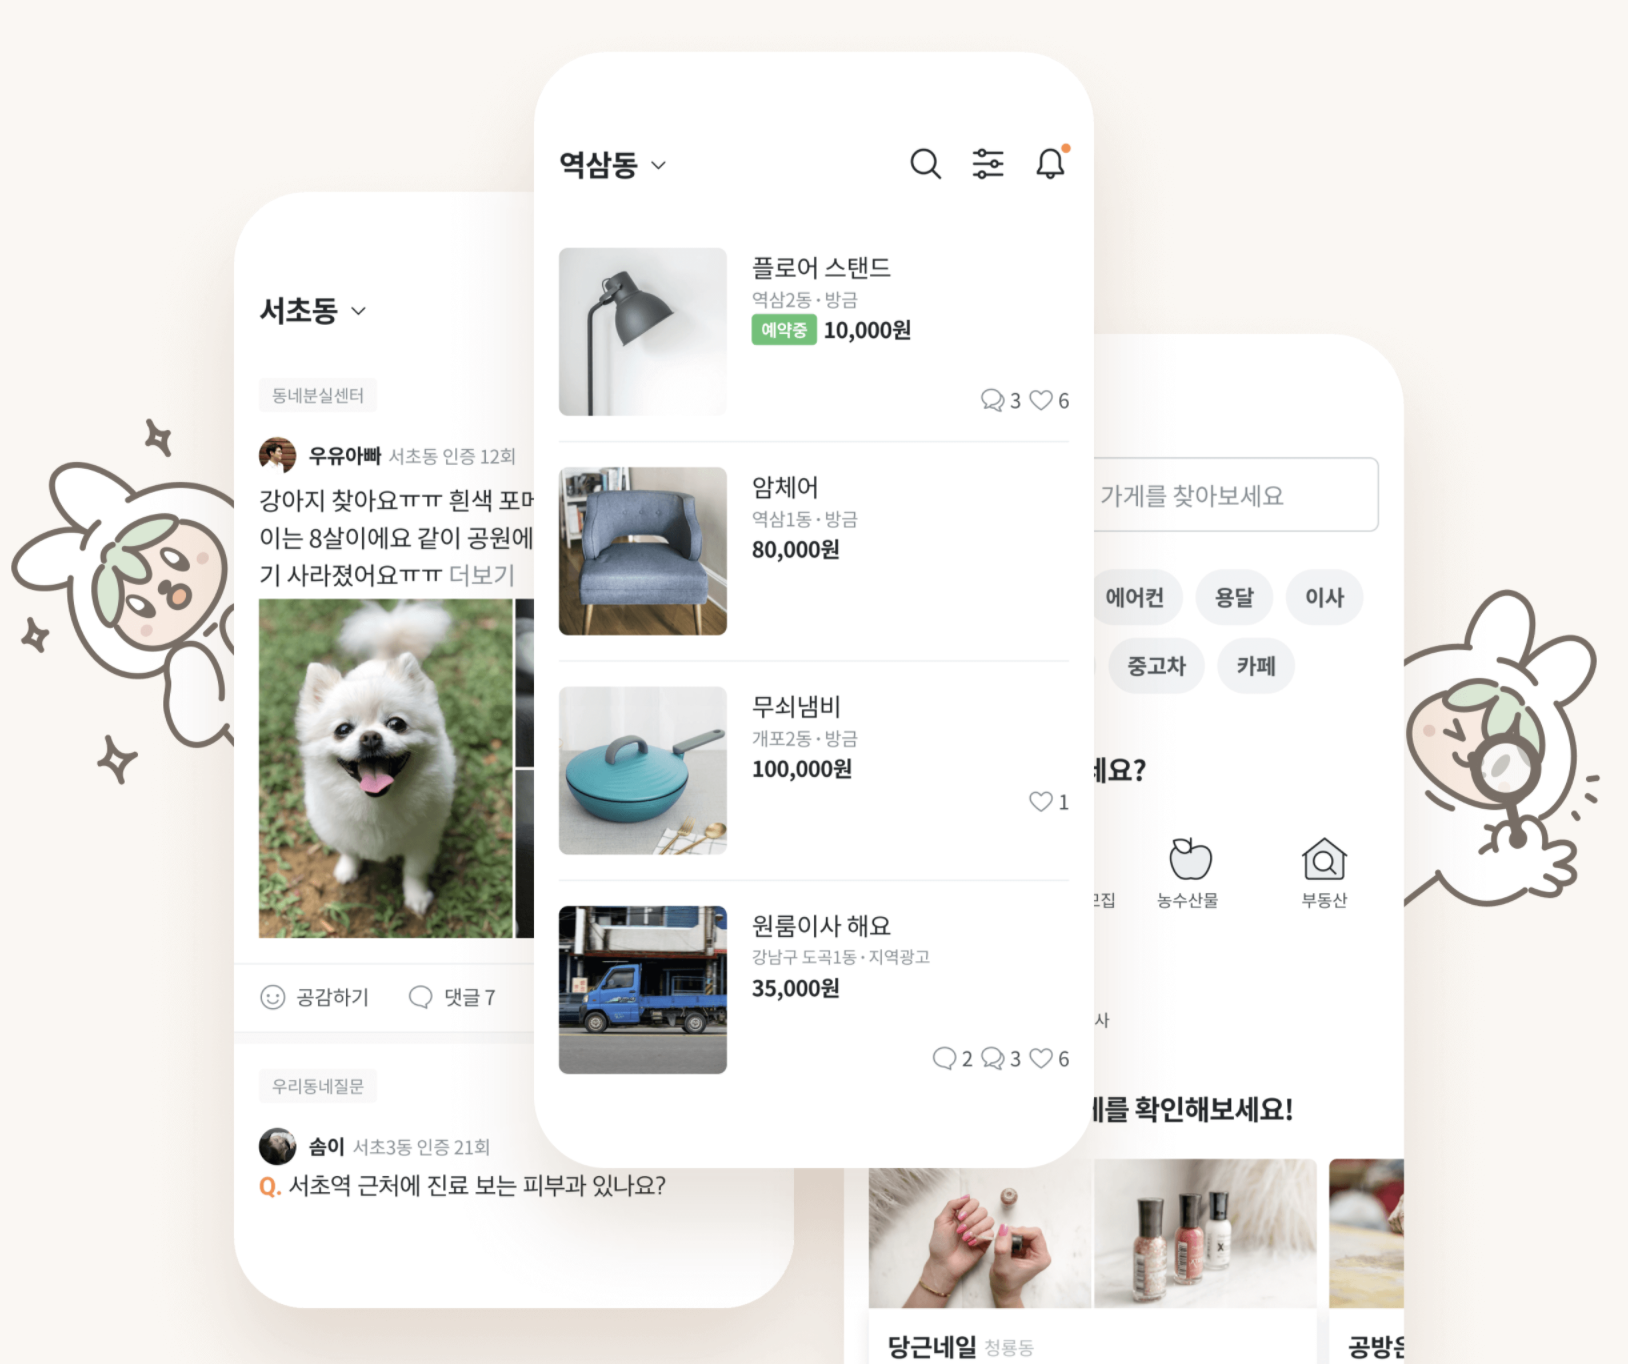 역삼동
플로어 스탠드
역삼2동 · 방금
예약중 10,000원
3 6
암체어
역삼1동 · 방금
80,000원
무쇠냄비
개포2동 · 방금
100,000원
1
원룸이사 해요
강남구 도곡1동 · 지역광고
35,000원
2 3 6
서초동
동네분실센터
우유아빠 서초동 인증 12회
강아지 찾아요ㅠㅠ 흰색 포메
이는 8살이에요 같이 공원에
기 사라졌어요ㅠㅠ 더보기
공감하기 댓글 7
우리동네질문
솜이 서초3동 인증 21회
Q. 서초역 근처에 진료 보는 피부과 있나요?
가게를 찾아보세요
에어컨 용달 이사
중고차 카페
세요?
농수산물 부동산
사
게를 확인해보세요!
당근네일 청룡동